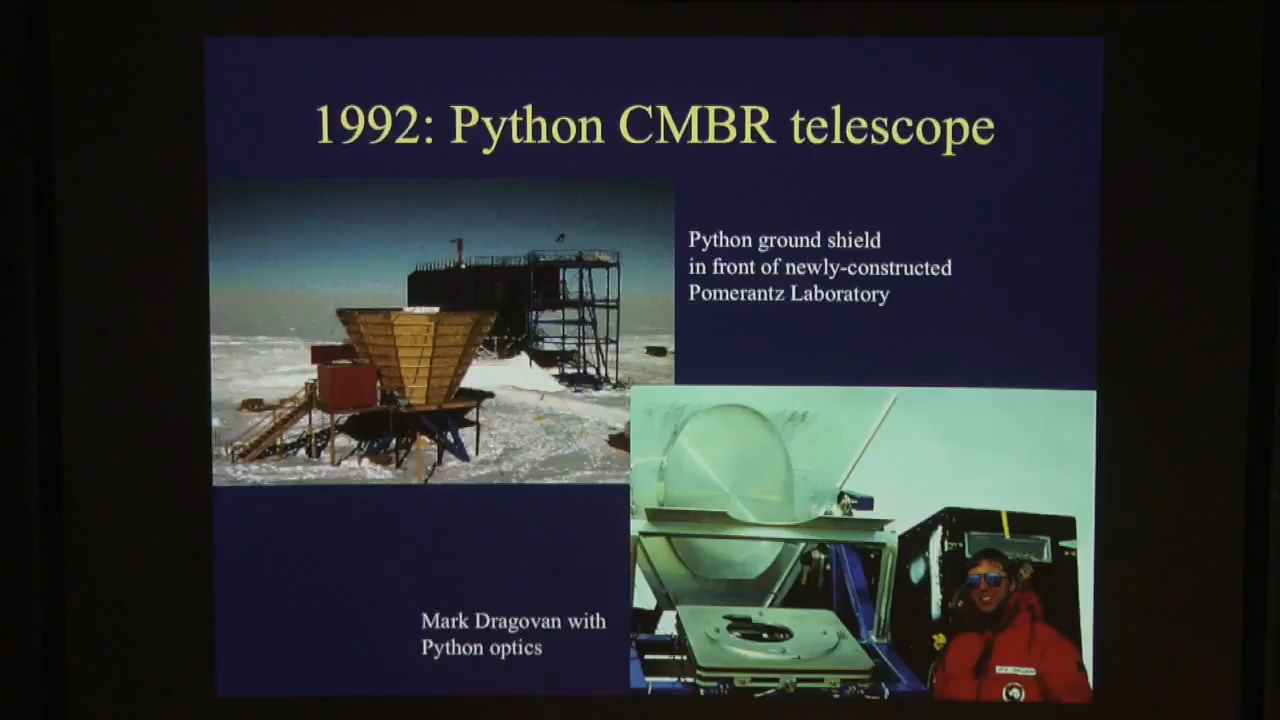 1992: Python CMBR telescope
Python ground shield
in front of newly-constructed
Pomerantz Laboratory
Mark Dragovan with
Python optics